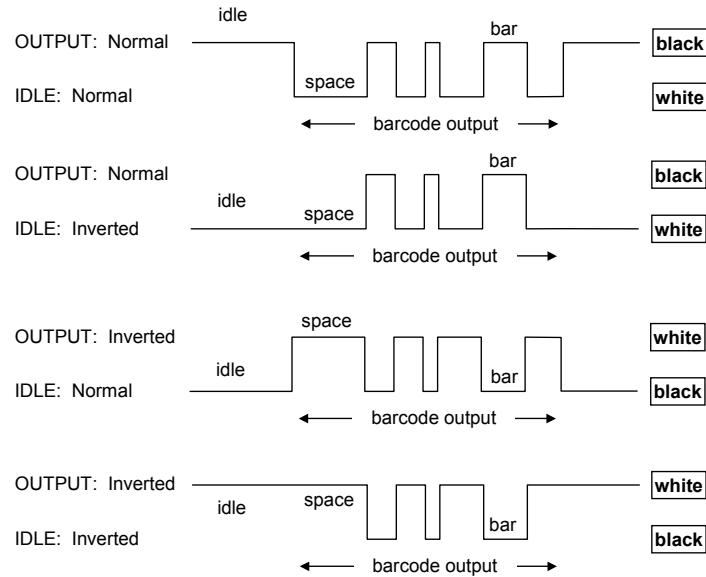 idle
OUTPUT: Normal bar black
space
IDLE: Normal white
barcode output
OUTPUT: Normal bar black
idle space
IDLE: Inverted white
barcode output
space
OUTPUT: Inverted white
idle bar
IDLE: Normal black
barcode output
OUTPUT: Inverted white
idle space
bar
IDLE: Inverted black
barcode output